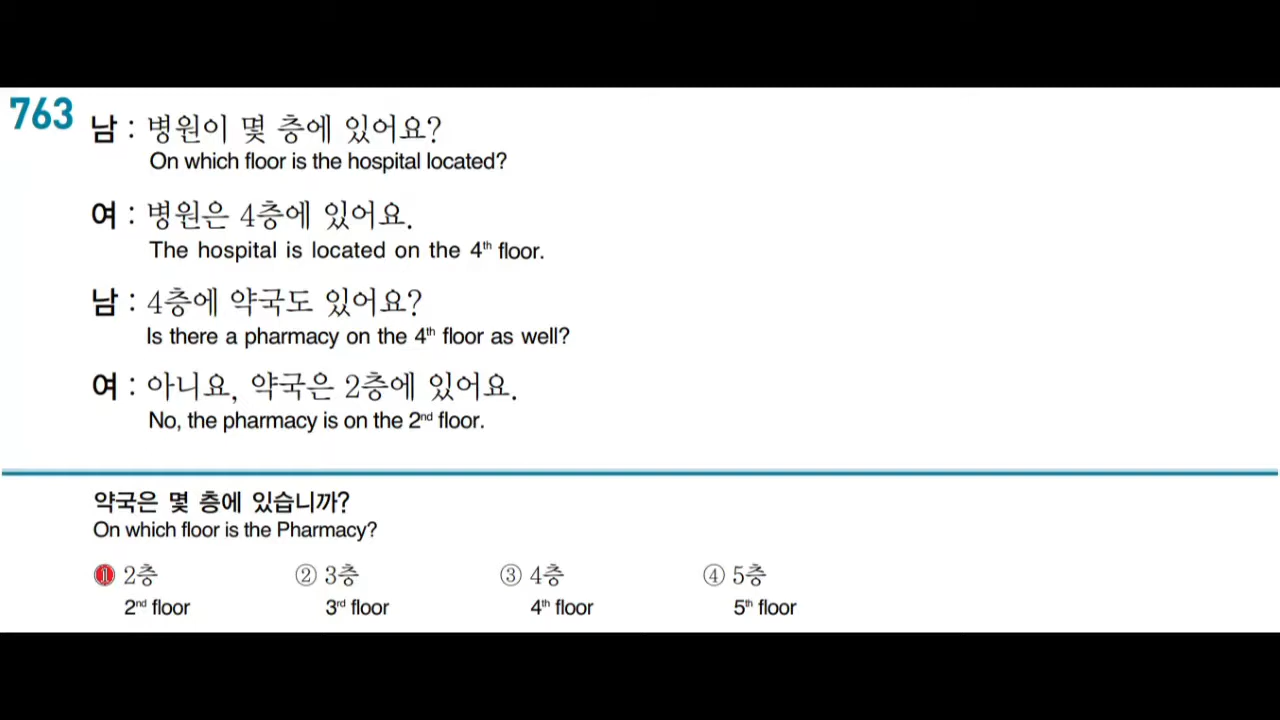 763 남 : 병원이 몇 층에 있어요?
On which floor is the hospital located?
여 : 병원은 4층에 있어요.
The hospital is located on the 4th floor.
남 : 4층에 약국도 있어요?
Is there a pharmacy on the 4th floor as well?
여 : 아니요, 약국은 2층에 있어요.
No, the pharmacy is on the 2nd floor.
약국은 몇 층에 있습니까?
On which floor is the Pharmacy?
① 2층 ② 3층 ③ 4층 ④ 5층
2nd floor 3rd floor 4th floor 5th floor